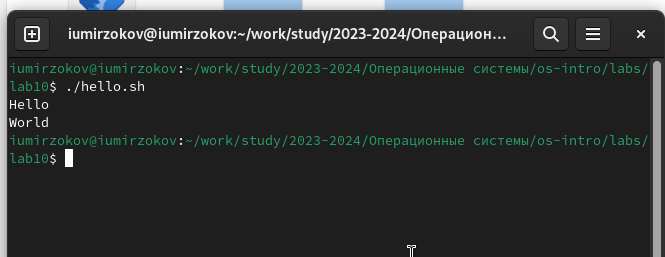 iumirzokov@iumirzokov:~/work/study/2023-2024/Операцион...
iumirzokov@iumirzokov:~/work/study/2023-2024/Операционные системы/os-intro/labs/
lab10$ ./hello.sh
Hello
World
iumirzokov@iumirzokov:~/work/study/2023-2024/Операционные системы/os-intro/labs/
lab10$